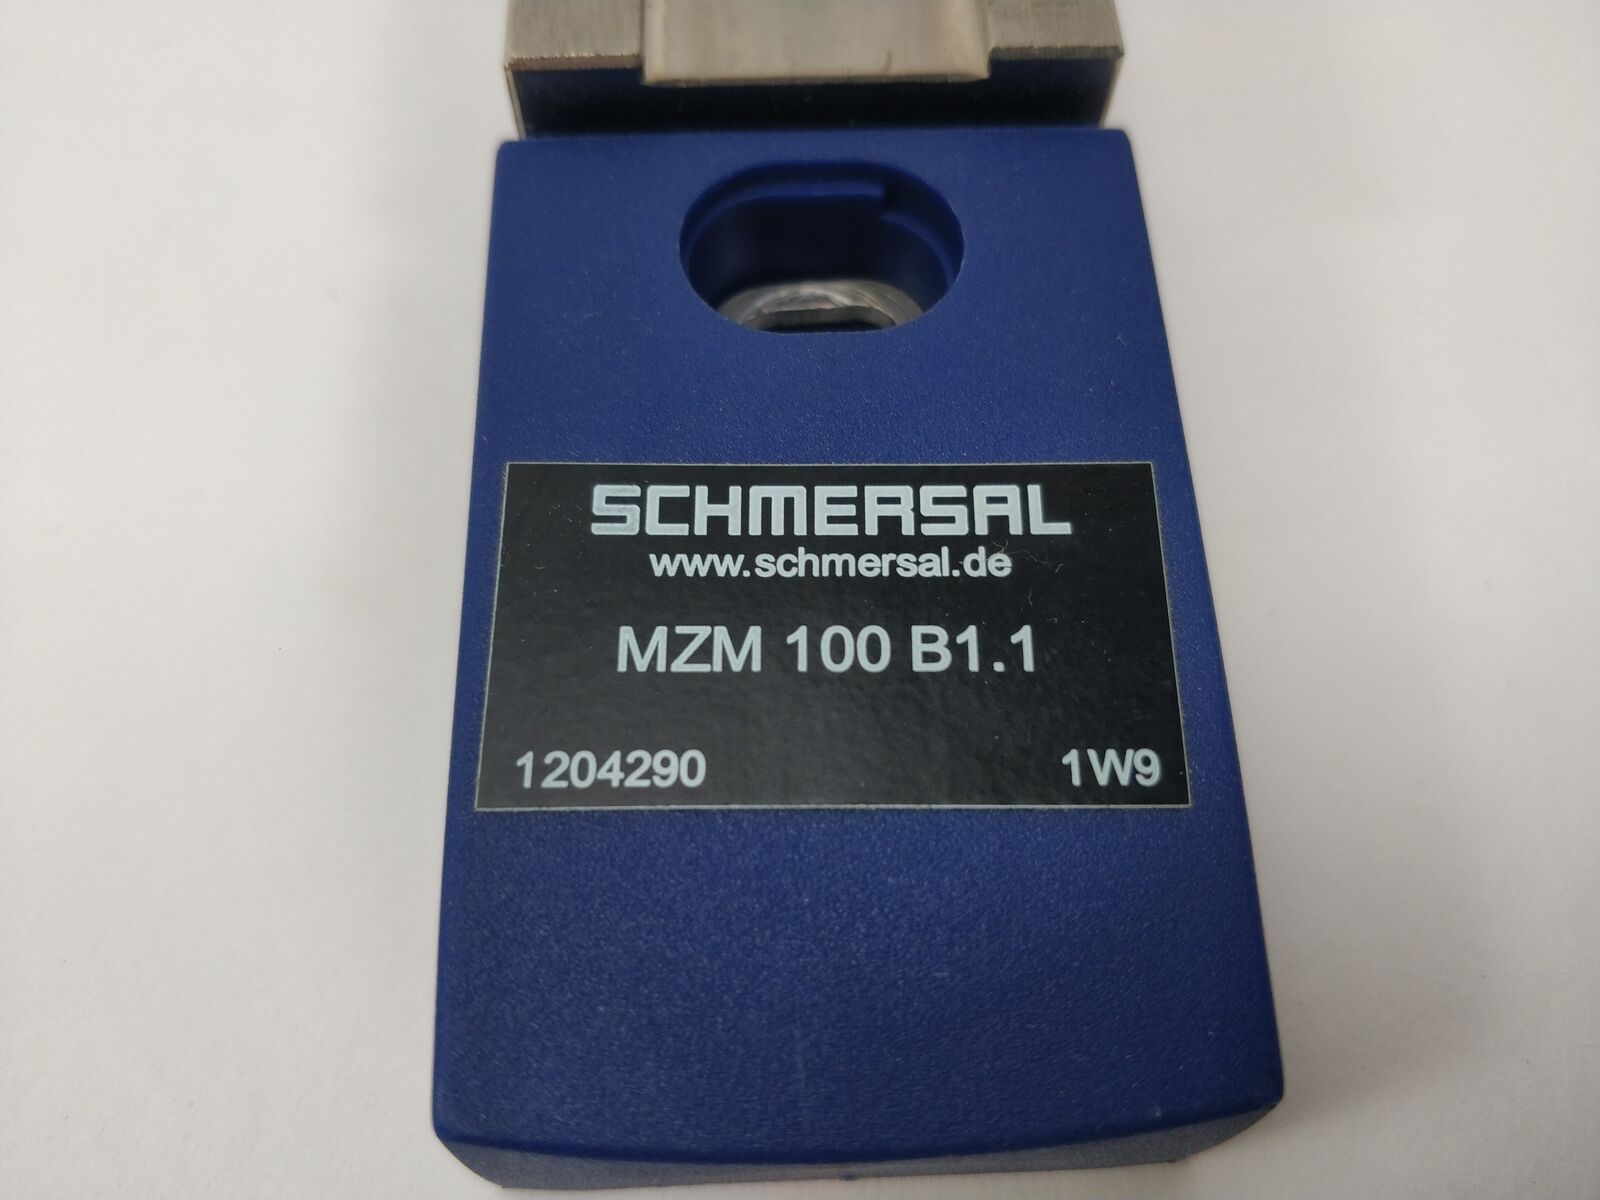 SCHMERSAL
www.schmersal.de
MZM 100 B1.1
1204290 1W9